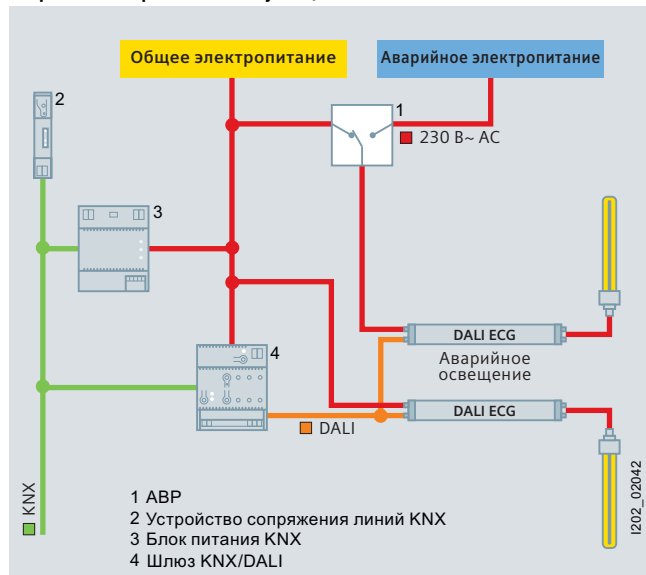 Общее электропитание
Аварийное электропитание
2
1
230 В~ AC
3
4
DALI ECG
Аварийное
освещение
DALI ECG
DALI
KNX
1 АВР
2 Устройство сопряжения линий KNX
3 Блок питания KNX
4 Шлюз KNX/DALI
I202_02042